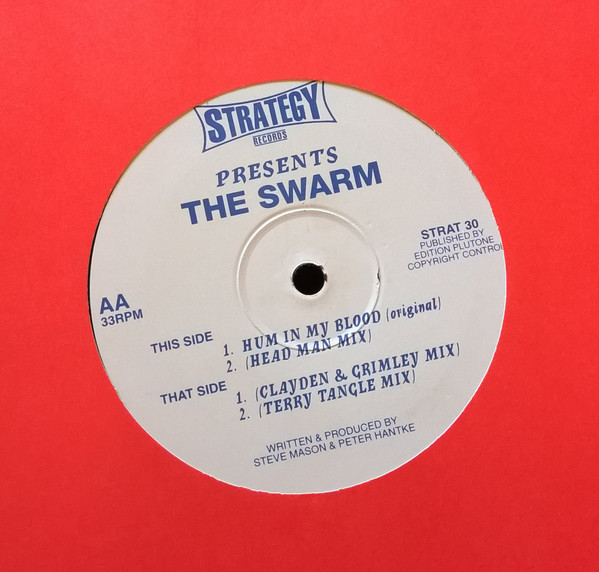 STRATEGY
RECORDS
PRESENTS
THE SWARM
STRAT 30
PUBLISHED BY
EDITION PLUTONE
COPYRIGHT CONTROL
AA
33RPM
THIS SIDE
1. HUM IN MY BLOOD (original)
2. (HEAD MAN MIX)
THAT SIDE
1. (CLAYDEN & GRIMLEY MIX)
2. (TERRY TANGLE MIX)
WRITTEN & PRODUCED BY
STEVE MASON & PETER HANTKE